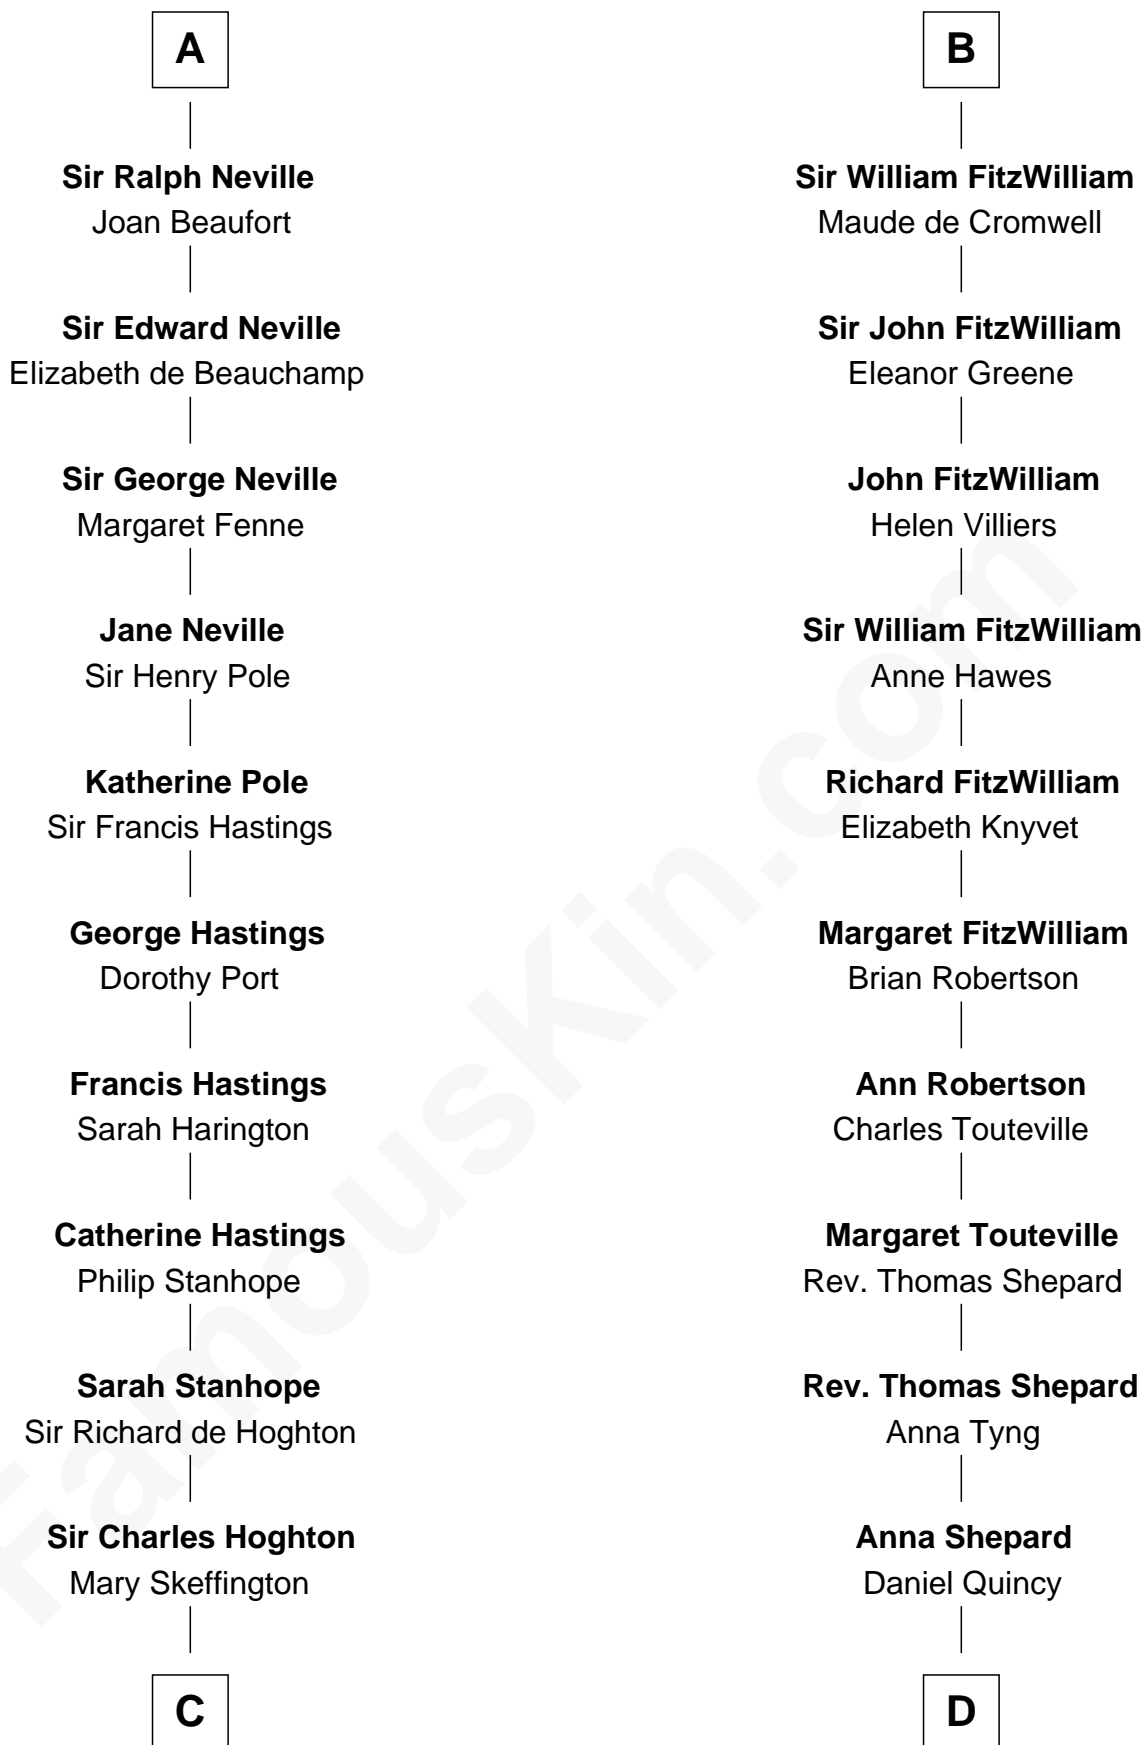 A
Sir Ralph Neville
Joan Beaufort
Sir Edward Neville
Elizabeth de Beauchamp
Sir George Neville
Margaret Fenne
Jane Neville
Sir Henry Pole
Katherine Pole
Sir Francis Hastings
George Hastings
Dorothy Port
Francis Hastings
Sarah Harington
Catherine Hastings
Philip Stanhope
Sarah Stanhope
Sir Richard de Hoghton
Sir Charles Hoghton
Mary Skeffington
C
B
Sir William FitzWilliam
Maude de Cromwell
Sir John FitzWilliam
Eleanor Greene
John FitzWilliam
Helen Villiers
Sir William FitzWilliam
Anne Hawes
Richard FitzWilliam
Elizabeth Knyvet
Margaret FitzWilliam
Brian Robertson
Ann Robertson
Charles Touteville
Margaret Touteville
Rev. Thomas Shepard
Rev. Thomas Shepard
Anna Tyng
Anna Shepard
Daniel Quincy
D
FamousKin.com